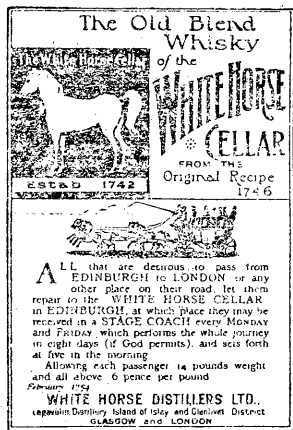 The Old Blend
Whisky
of the
The White Horse Cellar
WHITE HORSE
CELLAR
FROM THE
Original Recipe
1746
Estab 1742
ALL that are desirous to pass from
EDINBURGH to LONDON or any
other place on their road, let them
repair to the WHITE HORSE CELLAR
in EDINBURGH, at which place they may be
received in a STAGE COACH every MONDAY
and FRIDAY, which performs the whole journey
in eight days (if God permits), and sets forth
at five in the morning
Allowing each passenger 14 pounds weight
and all above 6 pence per pound
February 1754
WHITE HORSE DISTILLERS LTD.,
Lagavulin Distillery Island of Islay and Glenlivet District
GLASGOW and LONDON